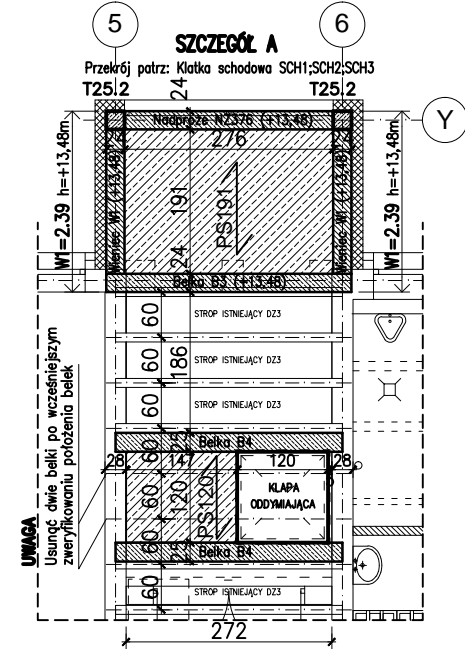 5
6
SZCZEGÓŁ A
Przekrój patrz: Klatka schodowa SCH1;SCH2;SCH3
T25.2
T25.2
Y
24
Nadproże NZ376 (+13,48)
24
24
276
W1=2.39 h=+13,48m
Wieniec W1 (+13,48)
191
PS191
Wieniec W1 (+13,48)
W1=2.39 h=+13,48m
24
Belka B3 (+13,48)
60
STROP ISTNIEJĄCY DZ3
60
186
STROP ISTNIEJĄCY DZ3
60
STROP ISTNIEJĄCY DZ3
25
Belka B4
28
147
120
28
60
60
120
PS120
KLAPA
ODDYMIAJĄCA
60
25
Belka B4
60
STROP ISTNIEJĄCY DZ3
272
UWAGA
Usunąć dwie belki po wcześniejszym
zweryfikowaniu położenia belek